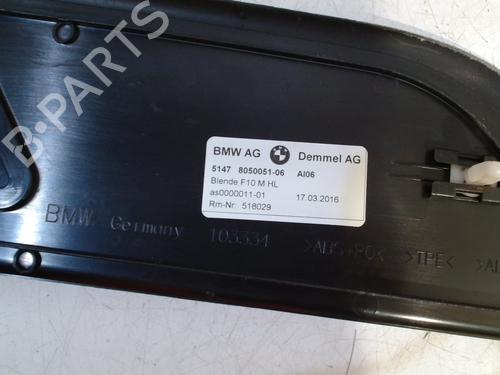 B-PARTS
BMW AG Demmel AG
5147 8050051-06 AI06
Blende F10 M HL
as0000011-01 17.03.2016
Rm-Nr: 518029
BMW Germany 103334 >ABS+PC< >TPE<